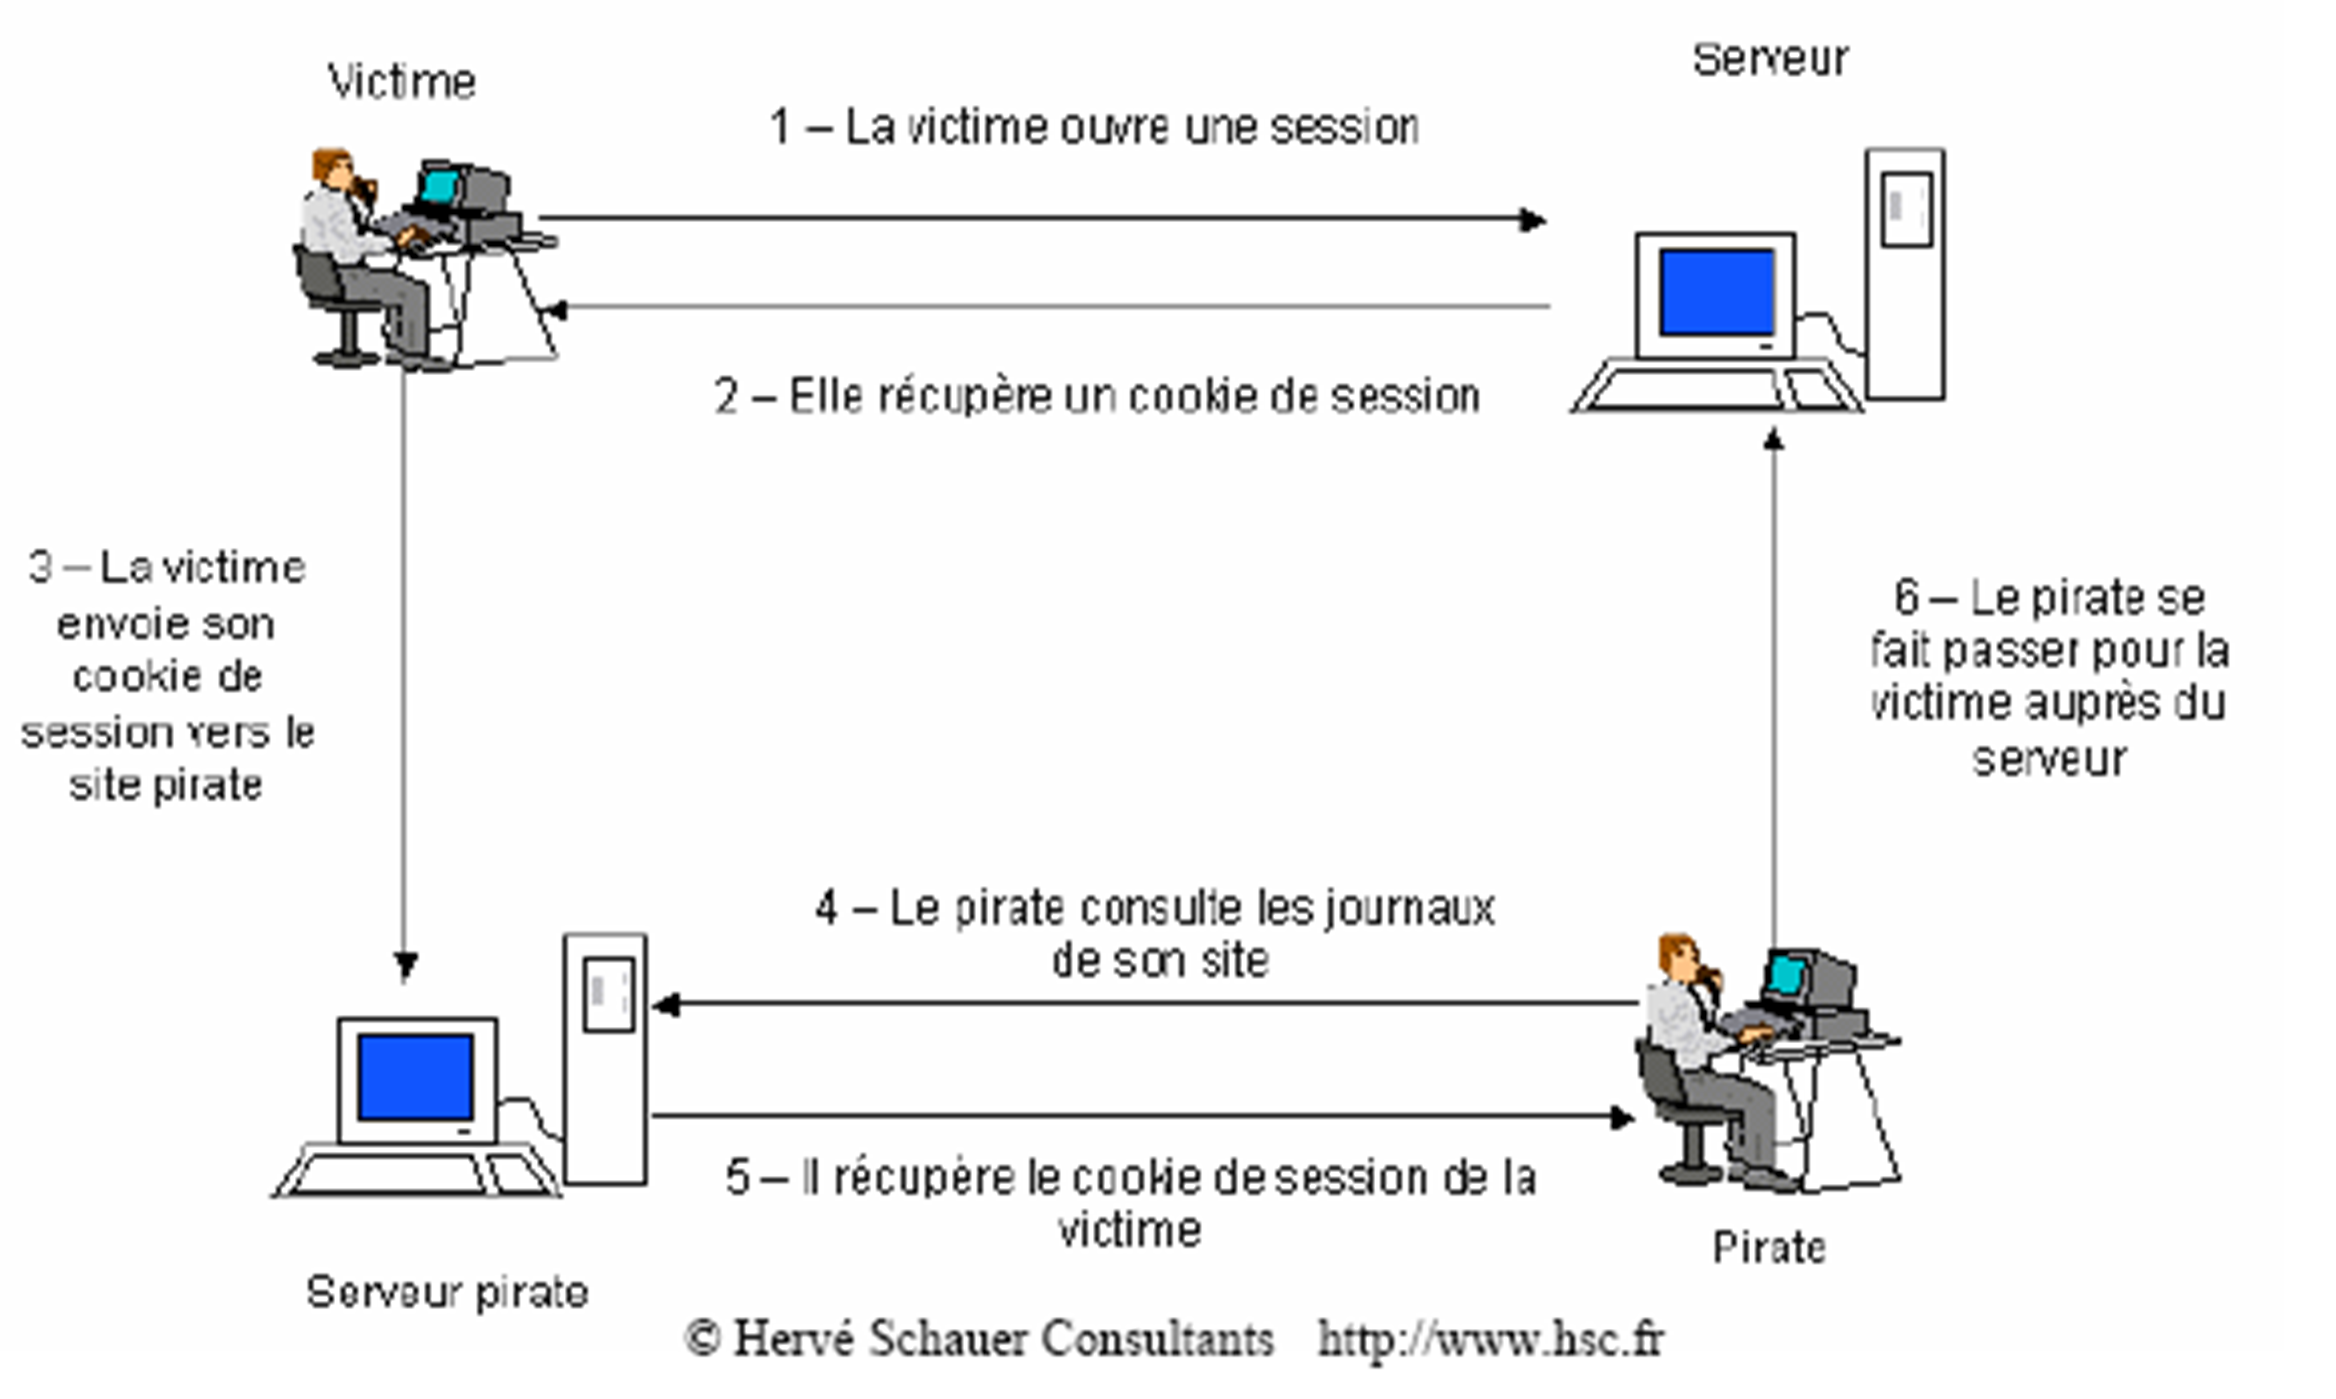 Victime
Serveur
1 – La victime ouvre une session
2 – Elle récupère un cookie de session
3 – La victime
envoie son
cookie de
session vers le
site pirate
6 – Le pirate se
fait passer pour la
victime auprès du
serveur
4 – Le pirate consulte les journaux
de son site
5 – Il récupère le cookie de session de la
victime
Serveur pirate
Pirate
© Hervé Schauer Consultants http://www.hsc.fr